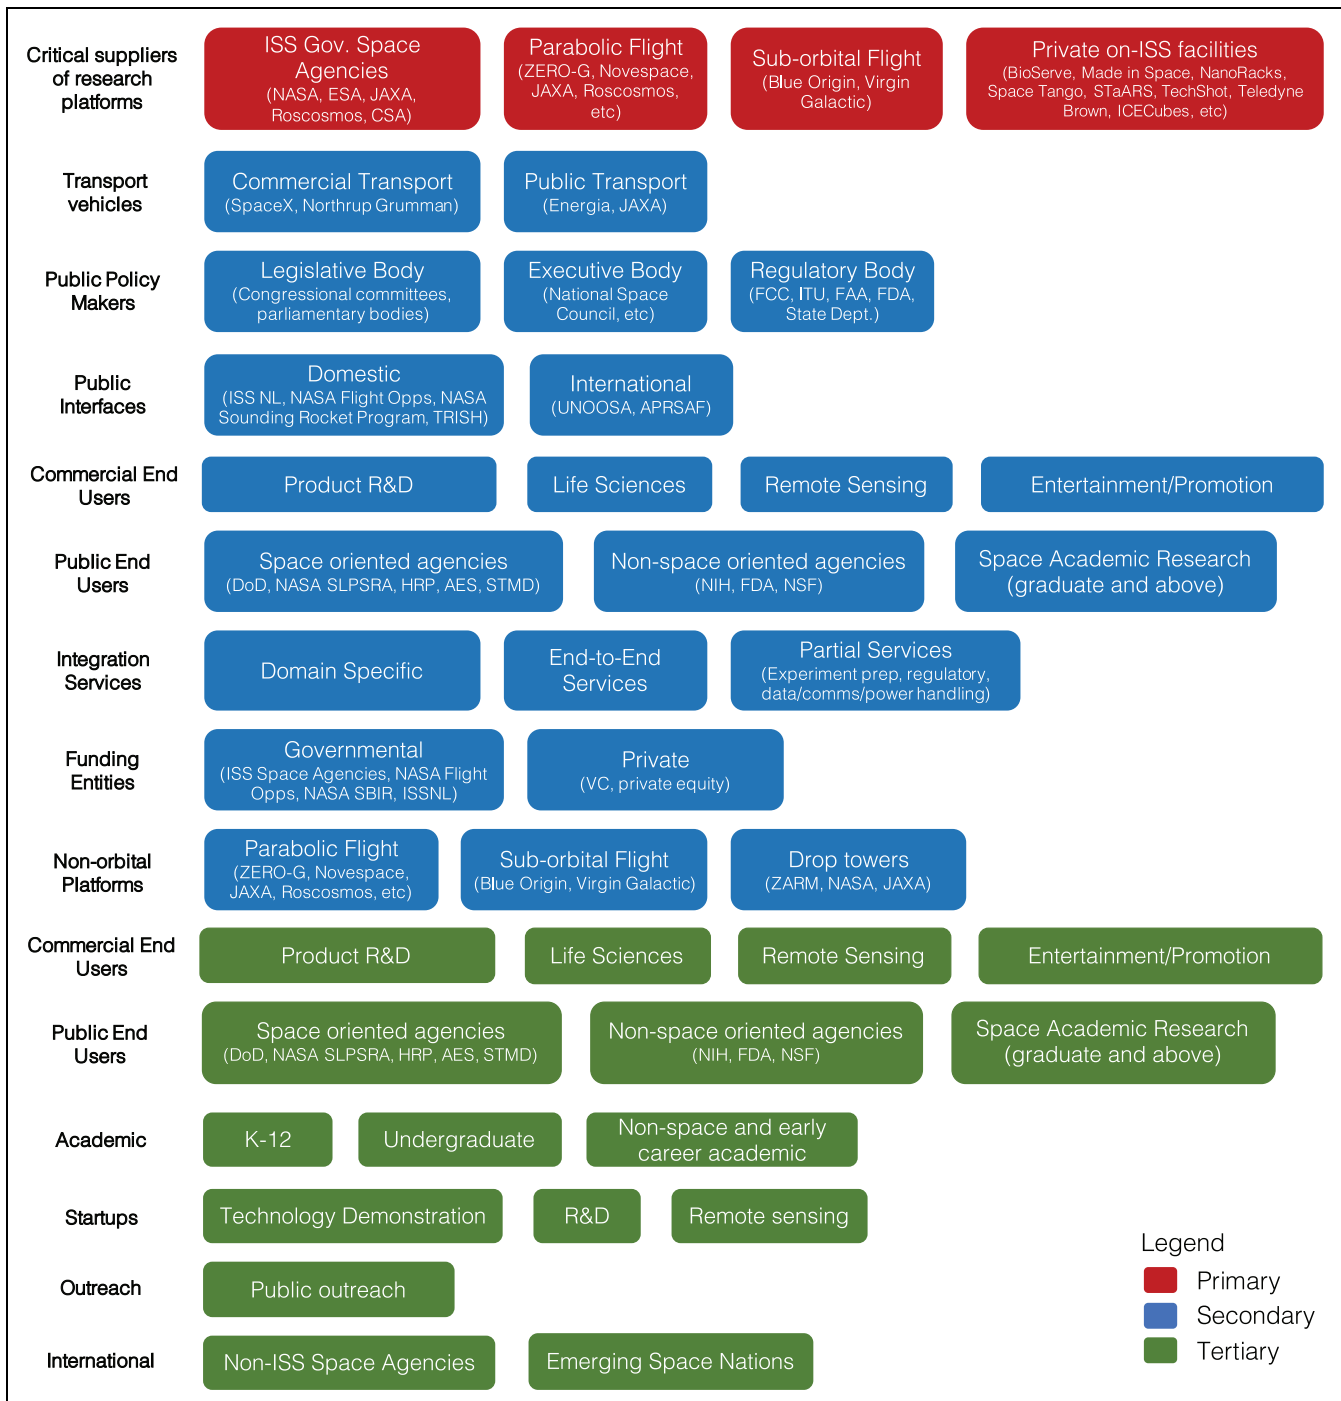 Critical suppliers
of research
platforms
ISS Gov. Space
Agencies
(NASA, ESA, JAXA,
Roscosmos, CSA)
Parabolic Flight
(ZERO-G, Novespace,
JAXA, Roscosmos,
etc)
Sub-orbital Flight
(Blue Origin, Virgin
Galactic)
Private on-ISS facilities
(BioServe, Made in Space, NanoRacks,
Space Tango, STaARS, TechShot, Teledyne
Brown, ICECubes, etc)
Transport
vehicles
Commercial Transport
(SpaceX, Northrup Grumman)
Public Transport
(Energia, JAXA)
Public Policy
Makers
Legislative Body
(Congressional committees,
parliamentary bodies)
Executive Body
(National Space
Council, etc)
Regulatory Body
(FCC, ITU, FAA, FDA,
State Dept.)
Public
Interfaces
Domestic
(ISS NL, NASA Flight Opps, NASA
Sounding Rocket Program, TRISH)
International
(UNOOSA, APRSAF)
Commercial End
Users
Product R&D
Life Sciences
Remote Sensing
Entertainment/Promotion
Public End
Users
Space oriented agencies
(DoD, NASA SLPSRA, HRP, AES, STMD)
Non-space oriented agencies
(NIH, FDA, NSF)
Space Academic Research
(graduate and above)
Integration
Services
Domain Specific
End-to-End
Services
Partial Services
(Experiment prep, regulatory,
data/comms/power handling)
Funding
Entities
Governmental
(ISS Space Agencies, NASA Flight
Opps, NASA SBIR, ISSNL)
Private
(VC, private equity)
Non-orbital
Platforms
Parabolic Flight
(ZERO-G, Novespace,
JAXA, Roscosmos, etc)
Sub-orbital Flight
(Blue Origin, Virgin Galactic)
Drop towers
(ZARM, NASA, JAXA)
Commercial End
Users
Product R&D
Life Sciences
Remote Sensing
Entertainment/Promotion
Public End
Users
Space oriented agencies
(DoD, NASA SLPSRA, HRP, AES, STMD)
Non-space oriented agencies
(NIH, FDA, NSF)
Space Academic Research
(graduate and above)
Academic
K-12
Undergraduate
Non-space and early
career academic
Startups
Technology Demonstration
R&D
Remote sensing
Outreach
Public outreach
International
Non-ISS Space Agencies
Emerging Space Nations
Legend
Primary
Secondary
Tertiary